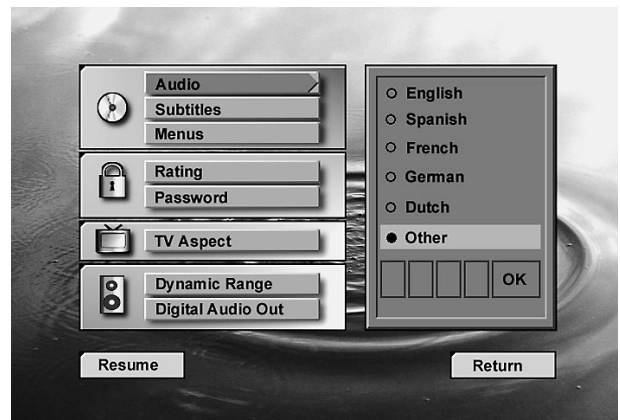 Audio
Subtitles
Menus
Rating
Password
TV Aspect
Dynamic Range
Digital Audio Out
English
Spanish
French
German
Dutch
Other
OK
Resume
Return